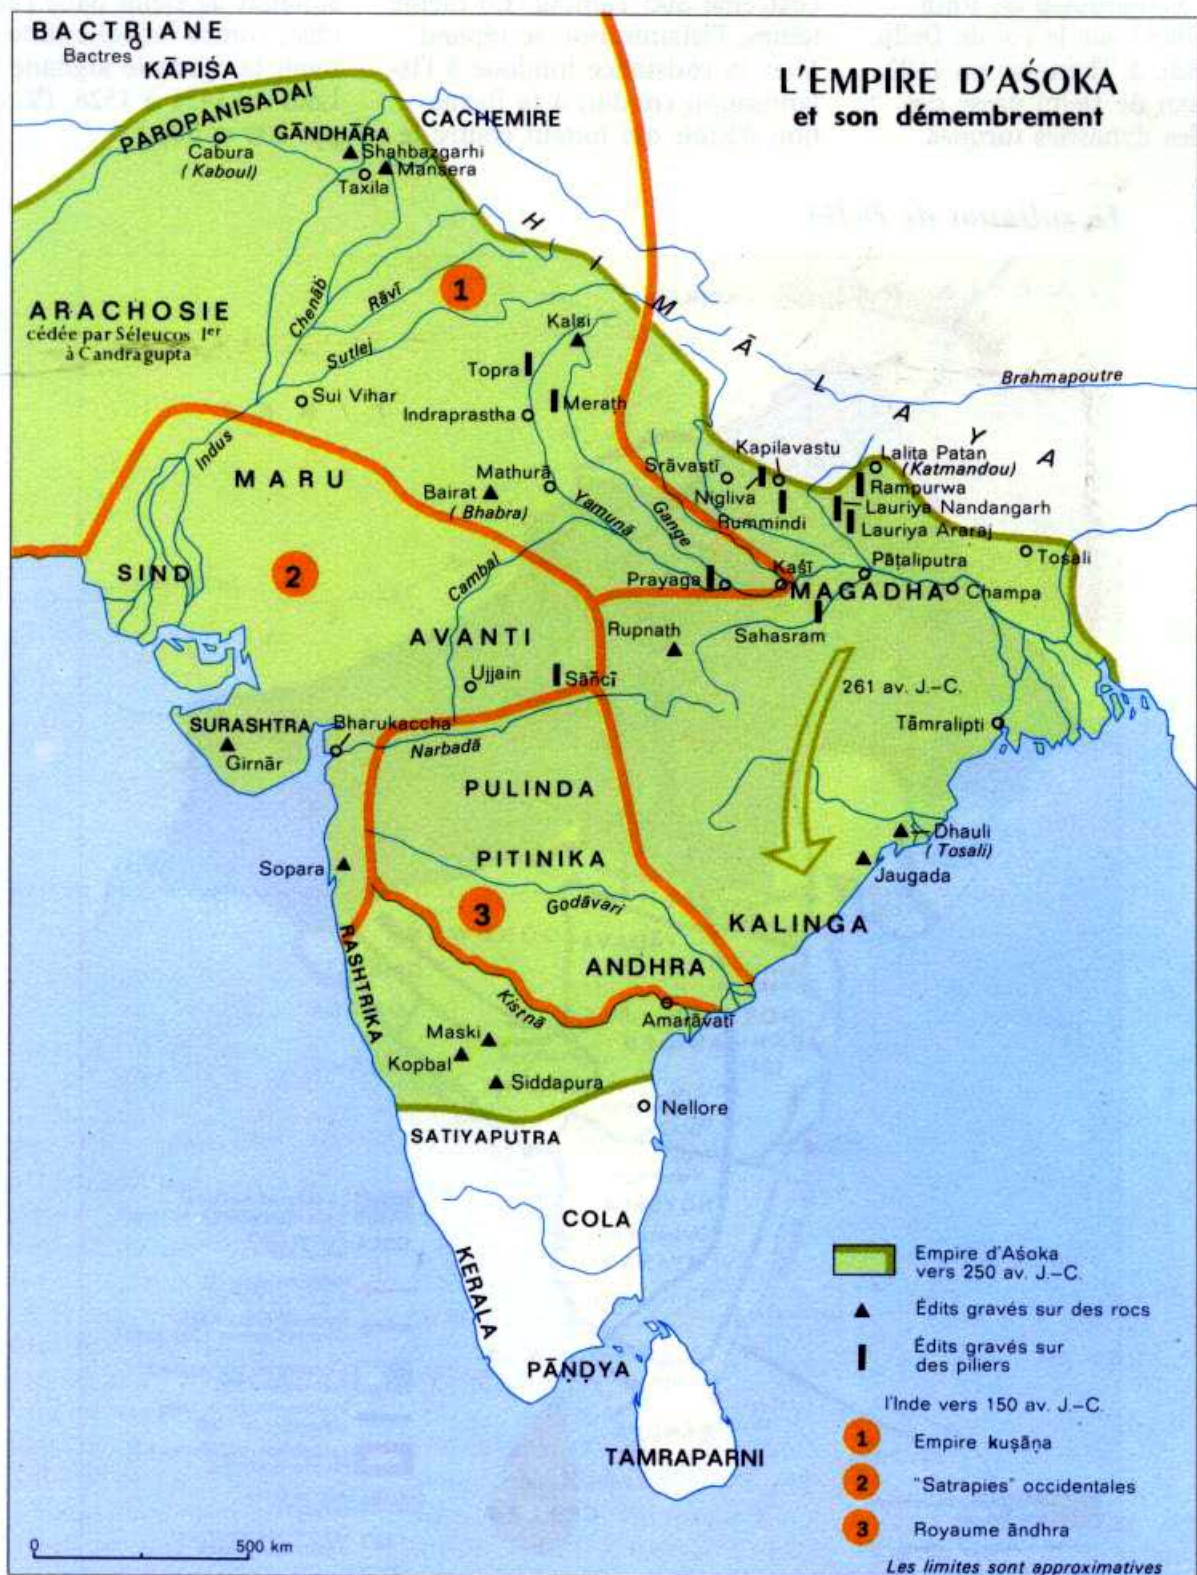 L'EMPIRE D'AŚOKA
et son démembrement
BACTRIANE
Bactres
KĀPIŚA
PAROPANISADAI
GĀNDHĀRA
CACHEMIRE
Cabura
(Kaboul)
Shahbazgarhi
Mansera
Taxila
HIMĀLAYA
ARACHOSIE
cédée par Séleucos Ier
à Candragupta
Chenāb
Rāvī
1
Sutlej
Kalsi
Topra
Merath
Brahmapoutre
Sui Vihar
Indraprastha
Indus
MARU
Mathurā
Bairat
(Bhabra)
Yamunā
Gange
Srāvastī
Kapilavastu
Nigliva
Rummindi
Lalita Patan
(Katmandou)
Rampurwa
Lauriya Nandangarh
Lauriya Araraj
SIND
2
Cambal
Prayaga
Kaśī
Pāṭaliputra
Tosali
MAGADHA
Champa
AVANTI
Rupnath
Sahasram
Ujjain
Sāñcī
261 av. J.-C.
SURASHTRA
Bharukaccha
Tāmralipti
Girnār
Narbadā
PULINDA
PITINIKA
Dhauli
(Tosali)
Sopara
Jaugada
3
Godāvari
KALINGA
RASHTRIKA
ANDHRA
Kistnā
Amarāvatī
Maski
Kopbal
Siddapura
Nellore
SATIYAPUTRA
COLA
KERALA
PĀṆḌYA
TAMRAPARNI
Empire d'Aśoka
vers 250 av. J.-C.
Édits gravés sur des rocs
Édits gravés sur
des piliers
l'Inde vers 150 av. J.-C.
1 Empire kuṣāṇa
2 "Satrapies" occidentales
3 Royaume āndhra
Les limites sont approximatives
0 500 km